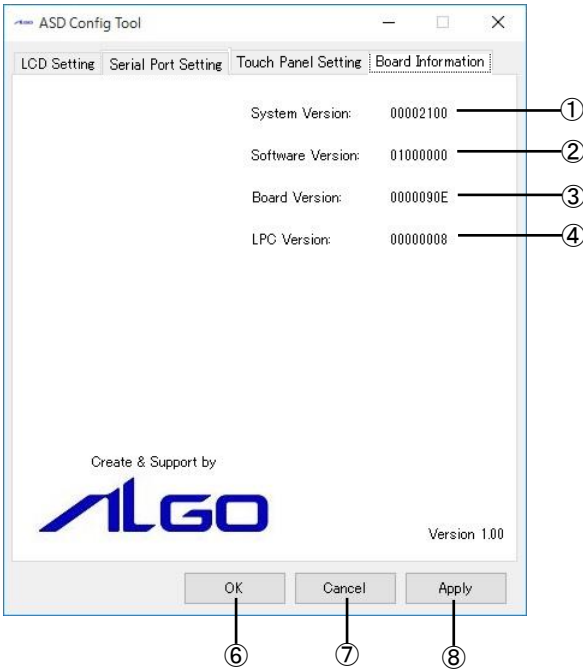 ASD Config Tool
LCD Setting Serial Port Setting Touch Panel Setting Board Information
System Version: 00002100 ①
Software Version: 01000000 ②
Board Version: 0000090E ③
LPC Version: 00000008 ④
Create & Support by
ALGO
Version 1.00
OK Cancel Apply
⑥ ⑦ ⑧